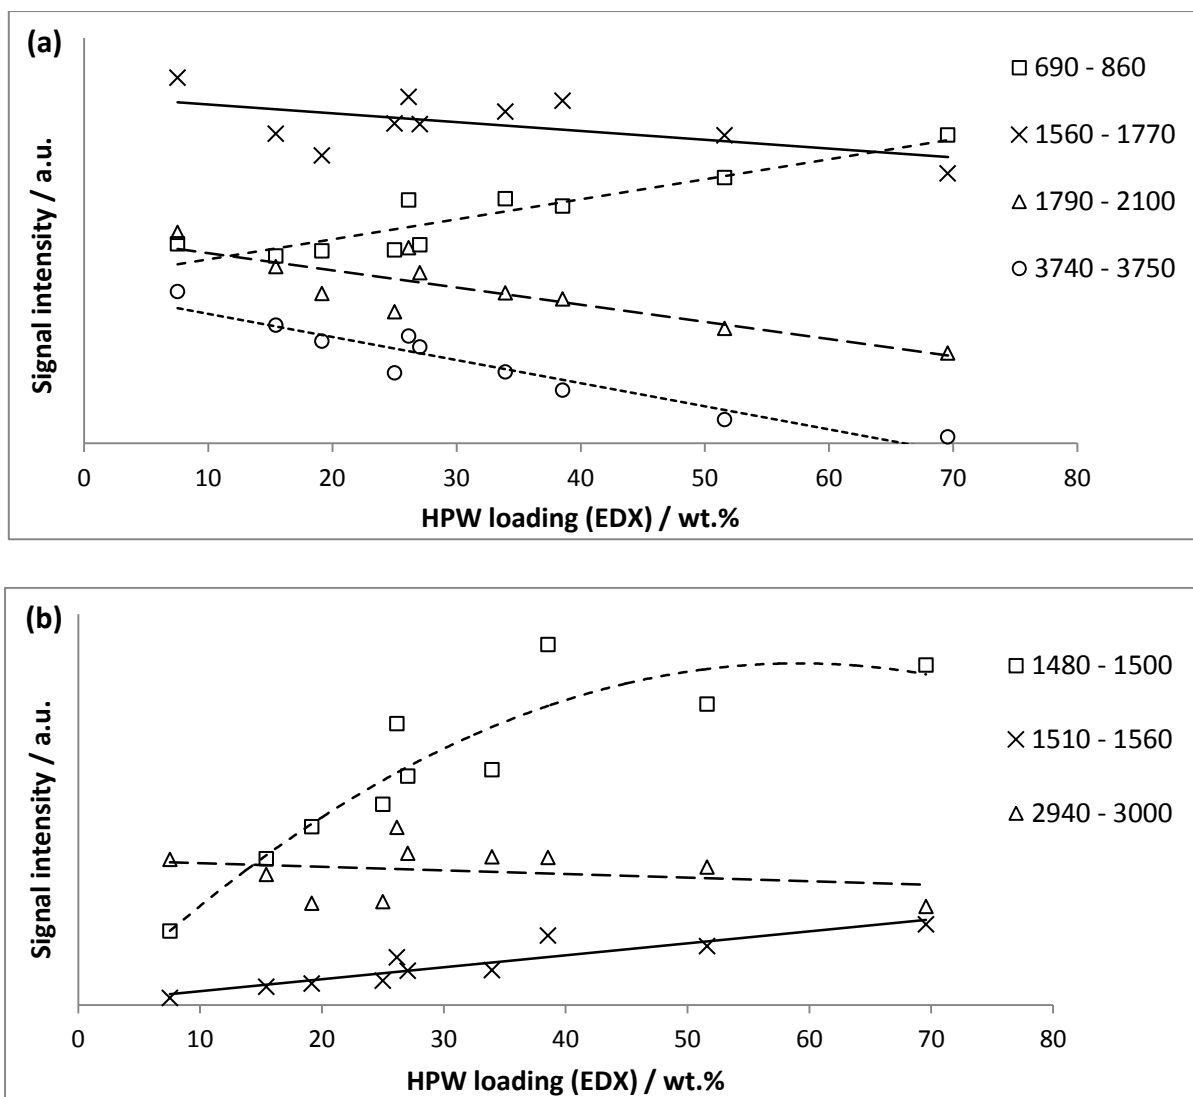 (a)
690 - 860
1560 - 1770
1790 - 2100
3740 - 3750
Signal intensity / a.u.
0 10 20 30 40 50 60 70 80
HPW loading (EDX) / wt.%
(b)
1480 - 1500
1510 - 1560
2940 - 3000
Signal intensity / a.u.
0 10 20 30 40 50 60 70 80
HPW loading (EDX) / wt.%